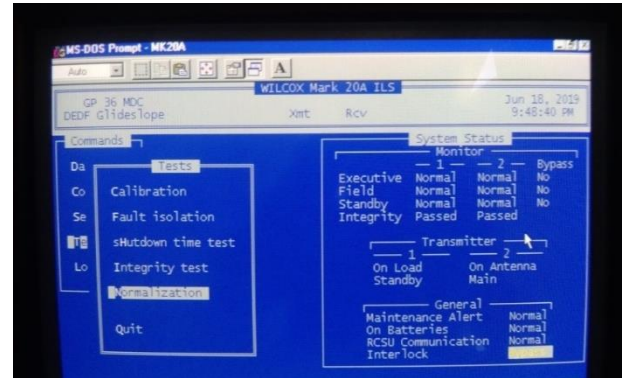 MS-DOS Prompt - MK20A
Auto
A
WILCOX Mark 20A ILS
GP 36 MDC
DEDF Glideslope
Xmt Rcv
Jun 18, 2019
9:48:40 PM
Commands
Da
Co
Se
Te
Lo
Tests
Calibration
Fault isolation
sHutdown time test
Integrity test
Normalization
Quit
System Status
Monitor
1 2 Bypass
Executive Normal Normal No
Field Normal Normal No
Standby Normal Normal No
Integrity Passed Passed
Transmitter
1 2
On Load On Antenna
Standby Main
General
Maintenance Alert Normal
On Batteries Normal
RCSU Communication Normal
Interlock